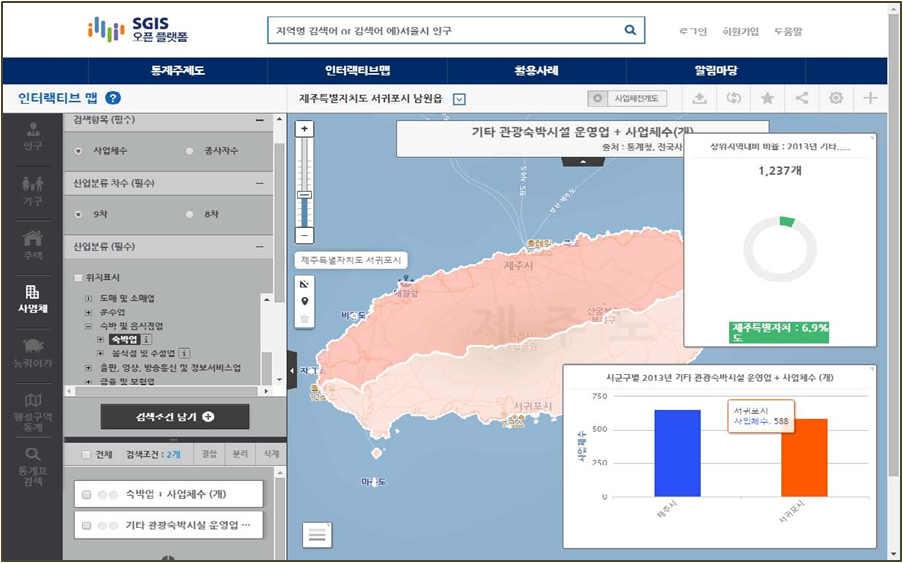 SGIS
오픈 플랫폼
지역명 검색어 or 검색어 예)서울시 인구
로그인 회원가입 도움말
통계주제도 인터랙티브맵 활용사례 알림마당
인터랙티브 맵 ?
제주특별자치도 서귀포시 남원읍
사업체전개도
인구
가구
주택
사업체
농림어가
행정구역
통계
통계표
검색
검색항목 (필수)
사업체수 종사자수
산업분류 차수 (필수)
9차 8차
산업분류 (필수)
위치표시
도매 및 소매업
운수업
숙박 및 음식점업
숙박업 i
음식점 및 주점업 i
출판, 영상, 방송통신 및 정보서비스업
금융 및 보험업
검색조건 담기
전체 검색조건 : 2개 결합 분리 삭제
숙박업 + 사업체수 (개)
기타 관광숙박시설 운영업 ...
기타 관광숙박시설 운영업 + 사업체수(개)
출처 : 통계청, 전국사
제주특별자치도 서귀포시
제주시
제주도
서귀포시
상위지역대비 비율 : 2013년 기타.....
1,237개
제주특별자치 : 6.9%
도
시군구별 2013년 기타 관광숙박시설 운영업 + 사업체수 (개)
사업체수
750
500
250
0
서귀포시
사업체수: 588
제주시 서귀포시